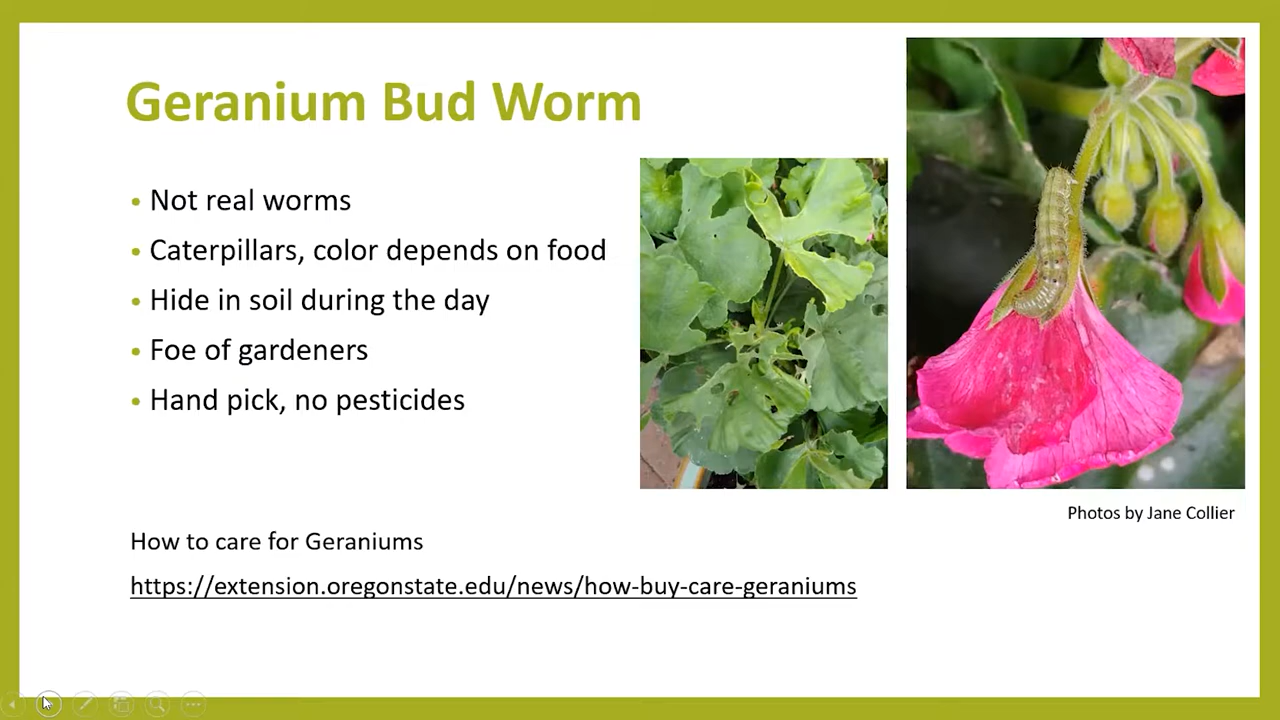 Geranium Bud Worm
• Not real worms
• Caterpillars, color depends on food
• Hide in soil during the day
• Foe of gardeners
• Hand pick, no pesticides
Photos by Jane Collier
How to care for Geraniums
https://extension.oregonstate.edu/news/how-buy-care-geraniums